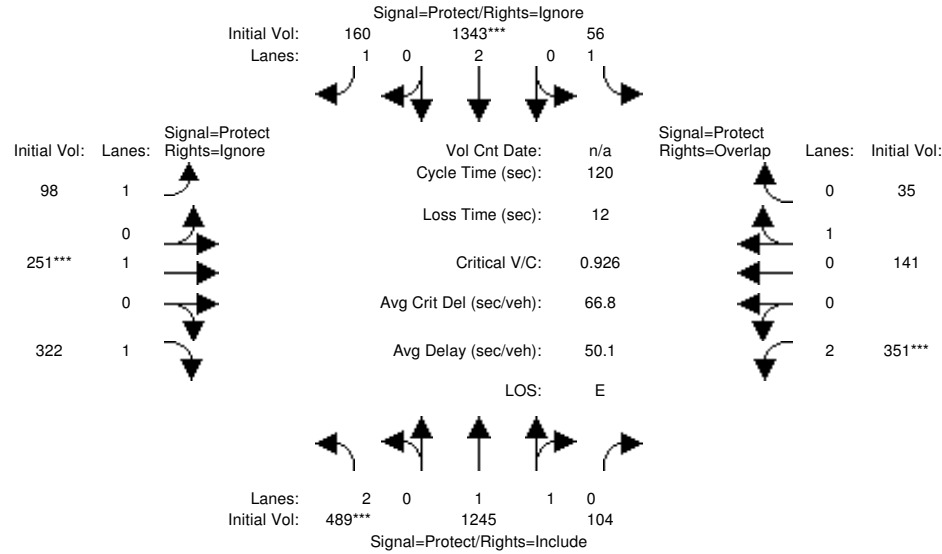 Signal=Protect/Rights=Ignore
Initial Vol: 160 1343*** 56
Lanes: 1 0 2 0 1
Signal=Protect
Initial Vol: Lanes: Rights=Ignore
Vol Cnt Date: n/a
Signal=Protect
Rights=Overlap Lanes: Initial Vol:
Cycle Time (sec): 120
98 1
0 35
Loss Time (sec): 12
0
1
251*** 1
Critical V/C: 0.926
0 141
0
Avg Crit Del (sec/veh): 66.8
0
322 1
Avg Delay (sec/veh): 50.1
2 351***
LOS: E
Lanes: 2 0 1 1 0
Initial Vol: 489*** 1245 104
Signal=Protect/Rights=Include